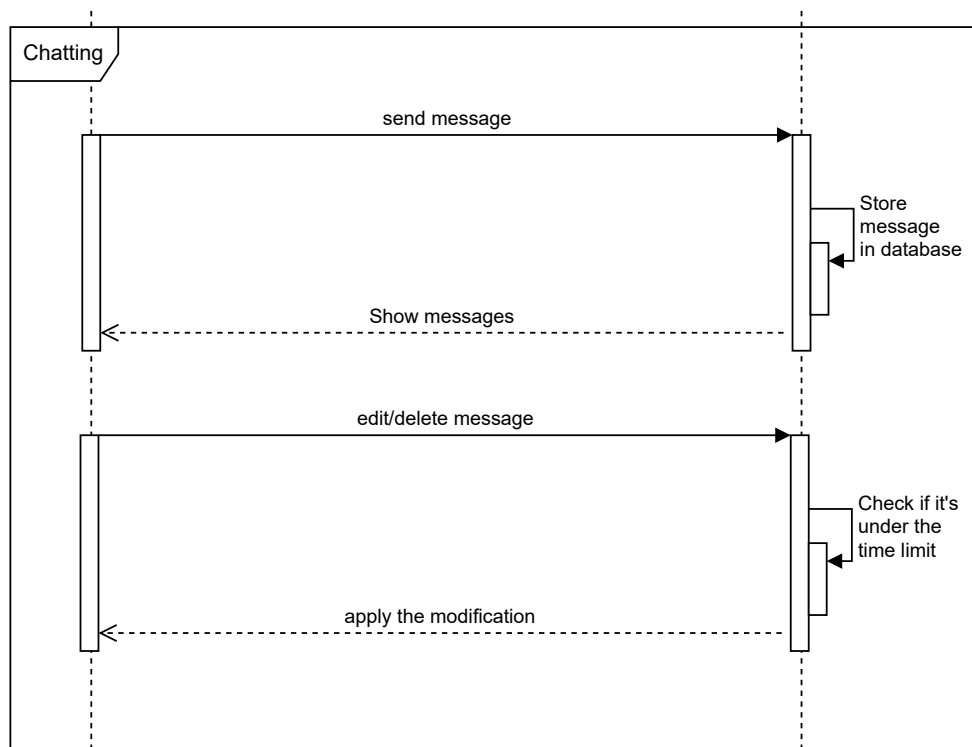 Chatting
send message
Store
message
in database
Show messages
edit/delete message
Check if it's
under the
time limit
apply the modification